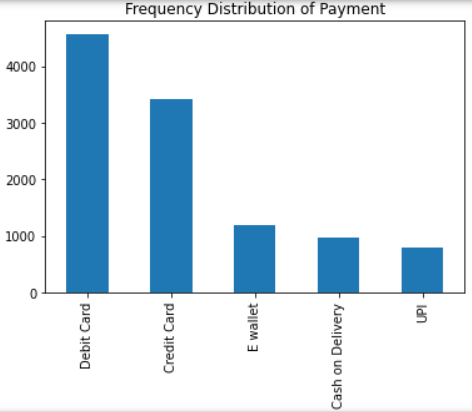 Frequency Distribution of Payment
4000
3000
2000
1000
0
Debit Card
Credit Card
E wallet
Cash on Delivery
UPI